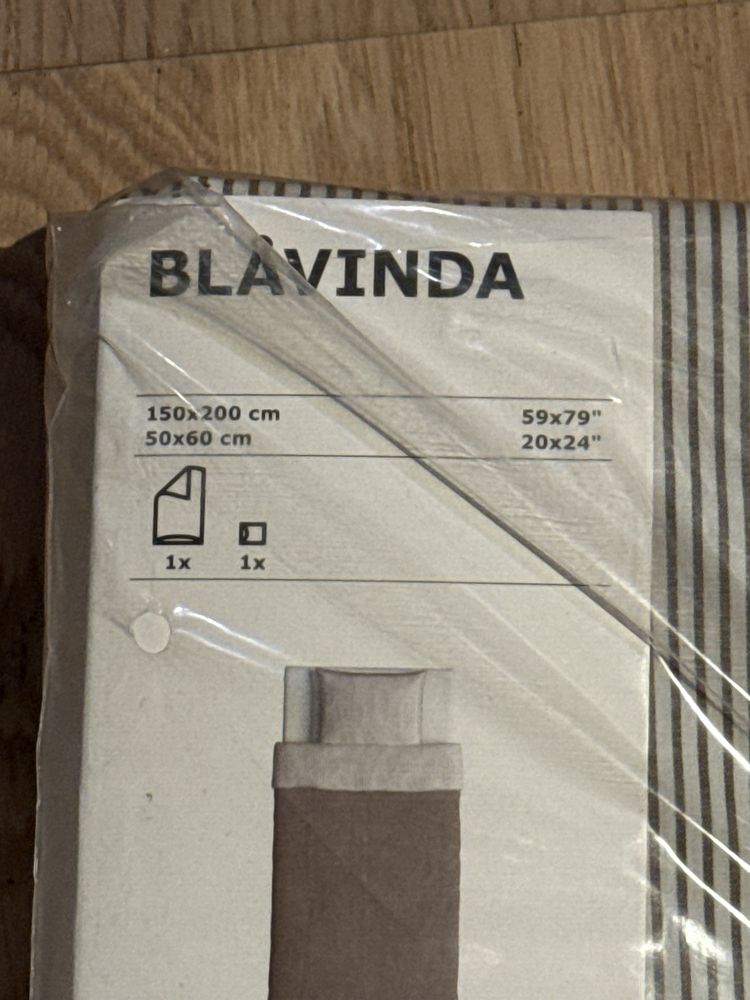 BLÅVINDA
150x200 cm 59x79"
50x60 cm 20x24"
1x 1x